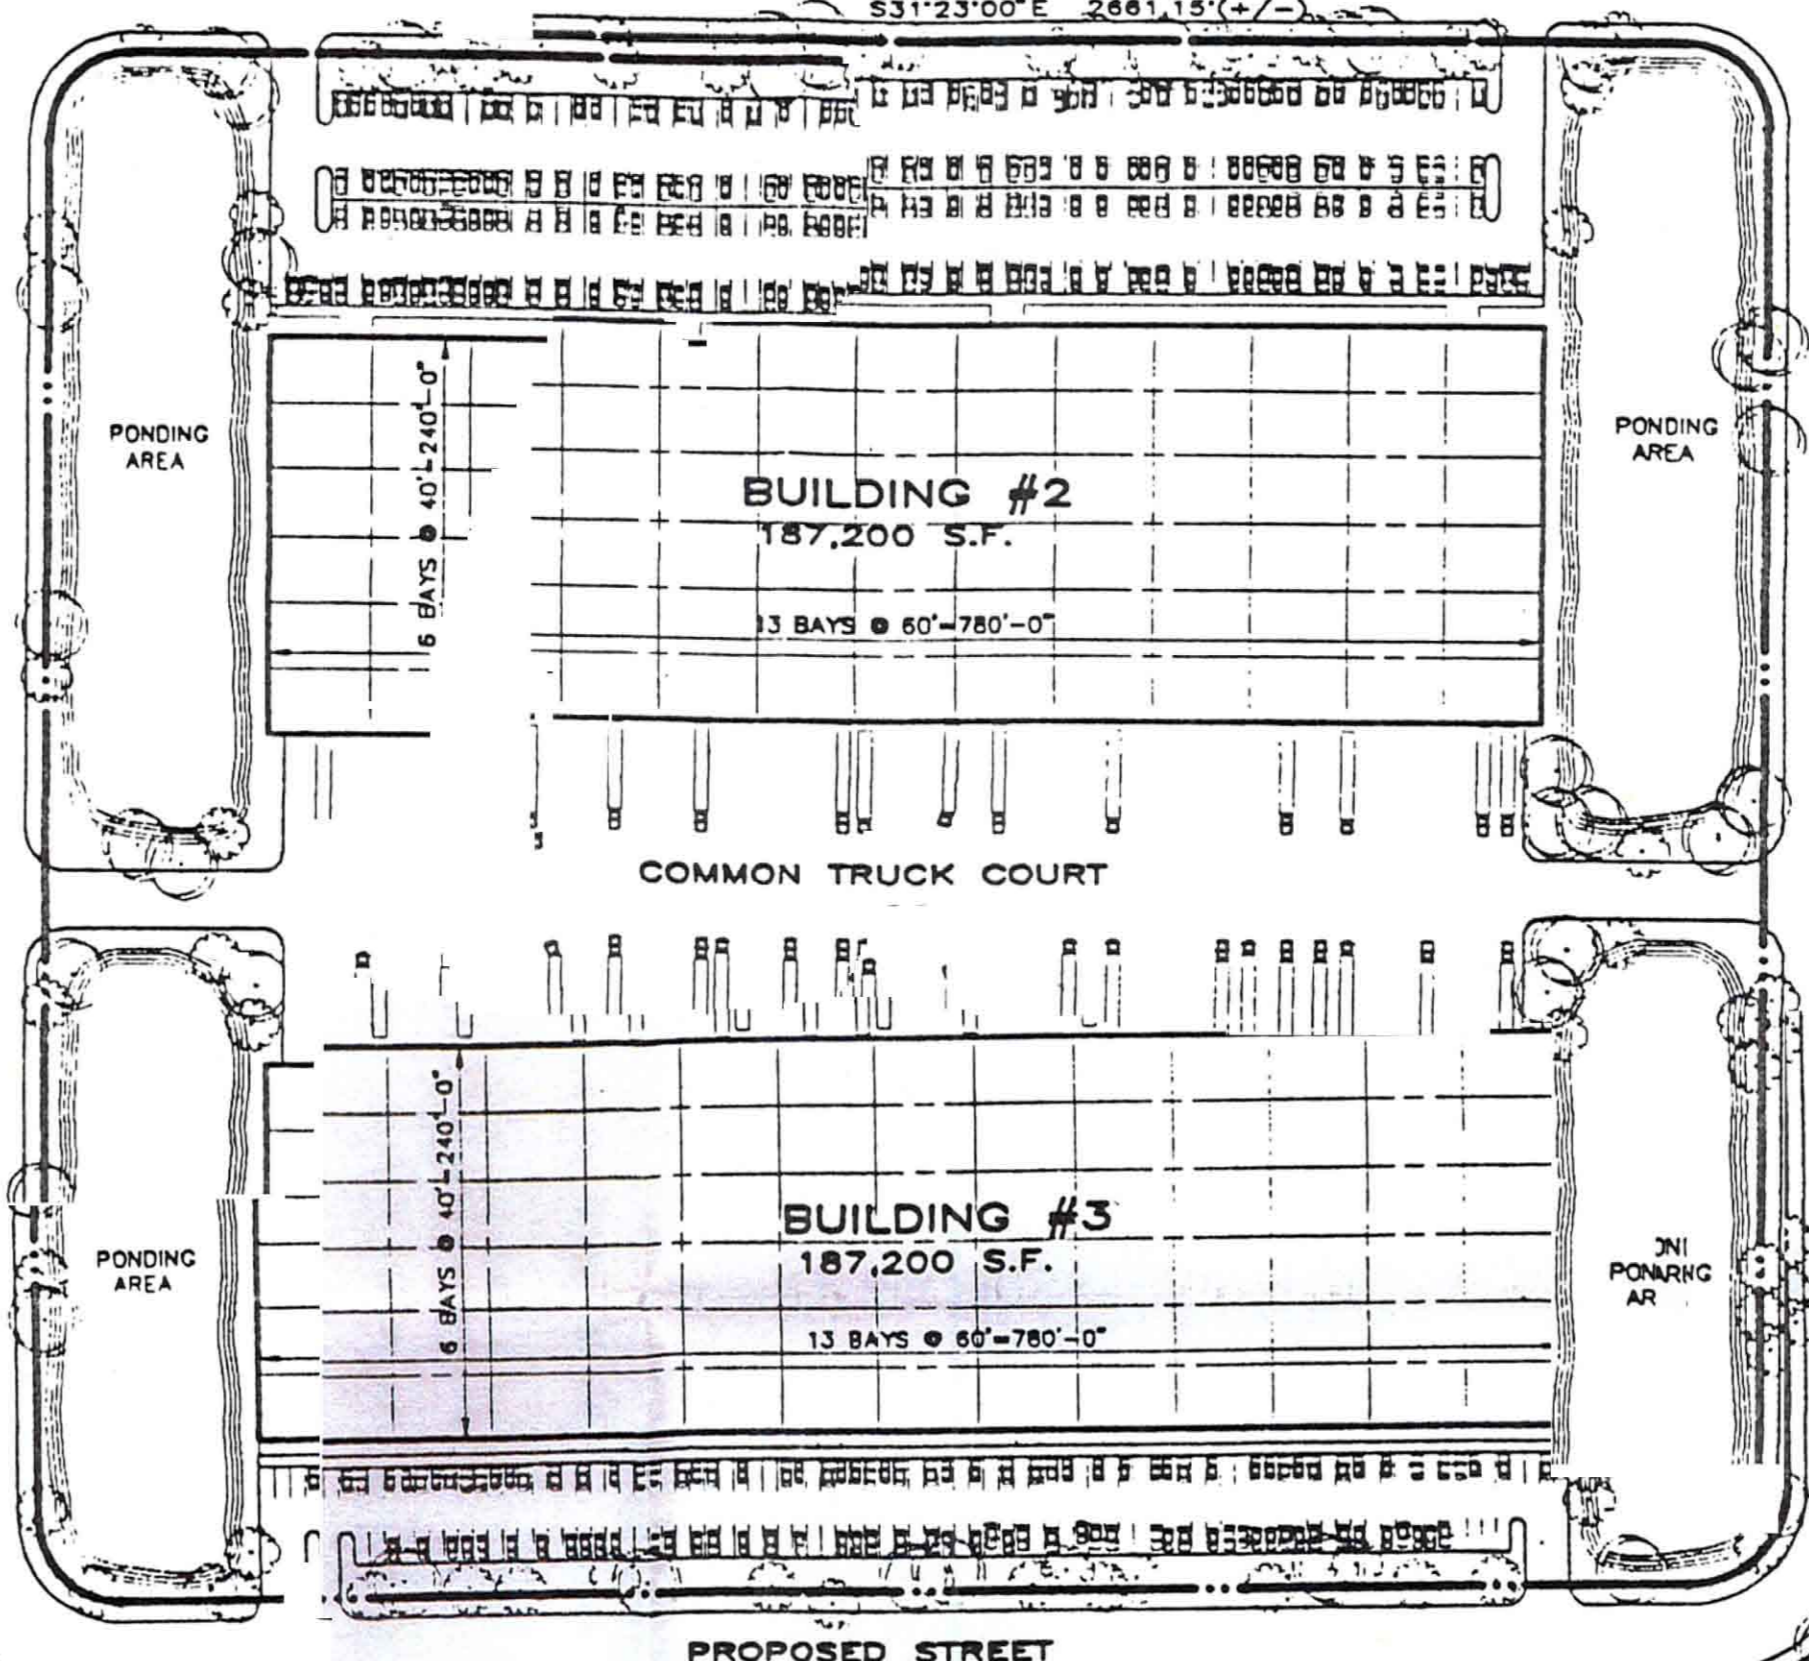 S31°23'00"E 2661.15'(+/-)
PONDING
AREA
6 BAYS @ 40'-240'-0"
BUILDING #2
187,200 S.F.
13 BAYS @ 60'=780'-0"
PONDING
AREA
COMMON TRUCK COURT
PONDING
AREA
6 BAYS @ 40'-240'-0"
BUILDING #3
187,200 S.F.
13 BAYS @ 60'=780'-0"
AR
PROPOSED STREET